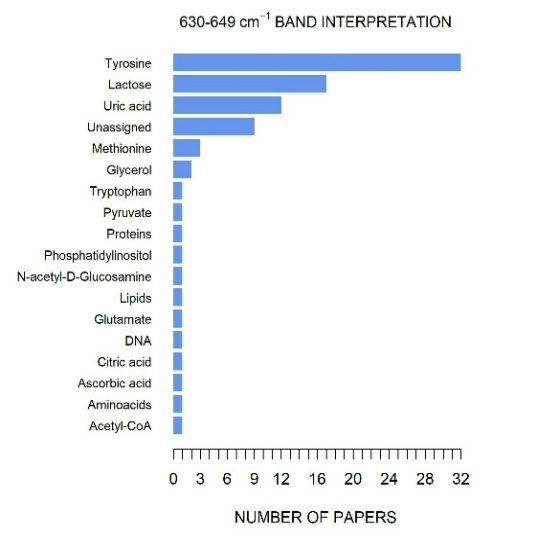 630-649 cm⁻¹ BAND INTERPRETATION
Tyrosine
Lactose
Uric acid
Unassigned
Methionine
Glycerol
Tryptophan
Pyruvate
Proteins
Phosphatidylinositol
N-acetyl-D-Glucosamine
Lipids
Glutamate
DNA
Citric acid
Ascorbic acid
Aminoacids
Acetyl-CoA
0 3 6 9 12 16 20 24 28 32
NUMBER OF PAPERS